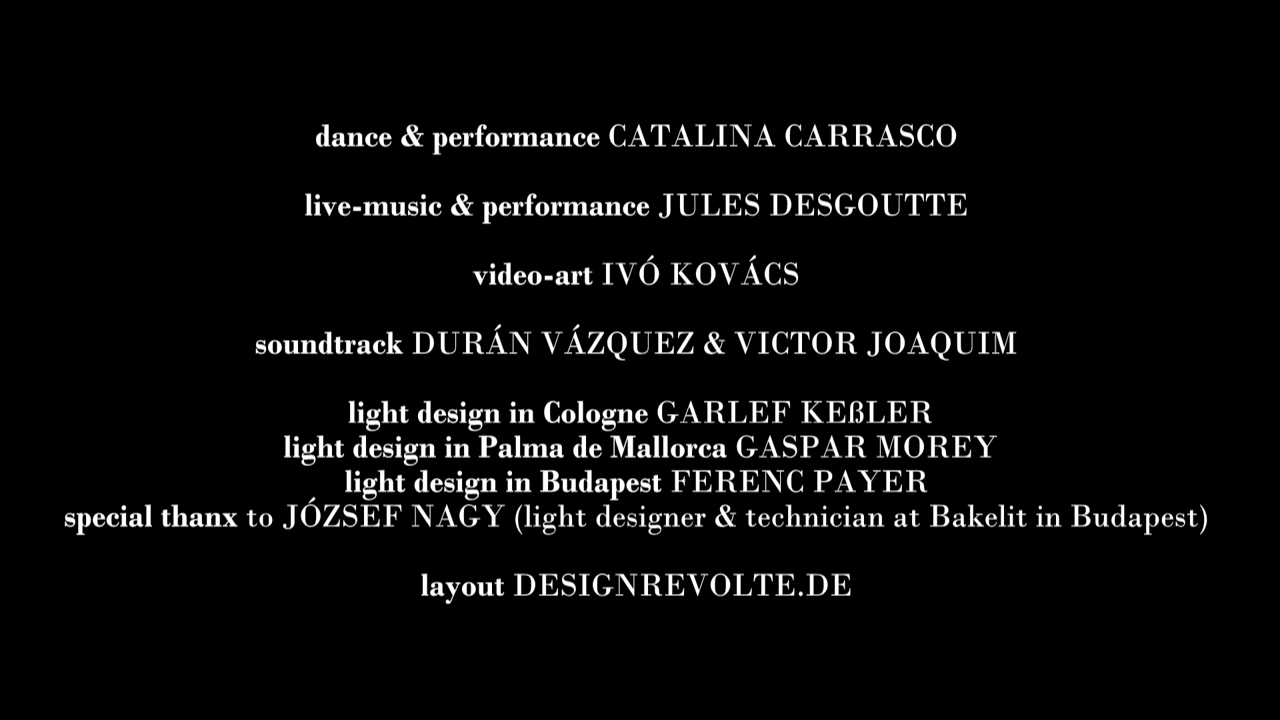 dance & performance CATALINA CARRASCO
live-music & performance JULES DESGOUTTE
video-art IVÓ KOVÁCS
soundtrack DURÁN VÁZQUEZ & VICTOR JOAQUIM
light design in Cologne GARLEF KEßLER
light design in Palma de Mallorca GASPAR MOREY
light design in Budapest FERENC PAYER
special thanx to JÓZSEF NAGY (light designer & technician at Bakelit in Budapest)
layout DESIGNREVOLTE.DE